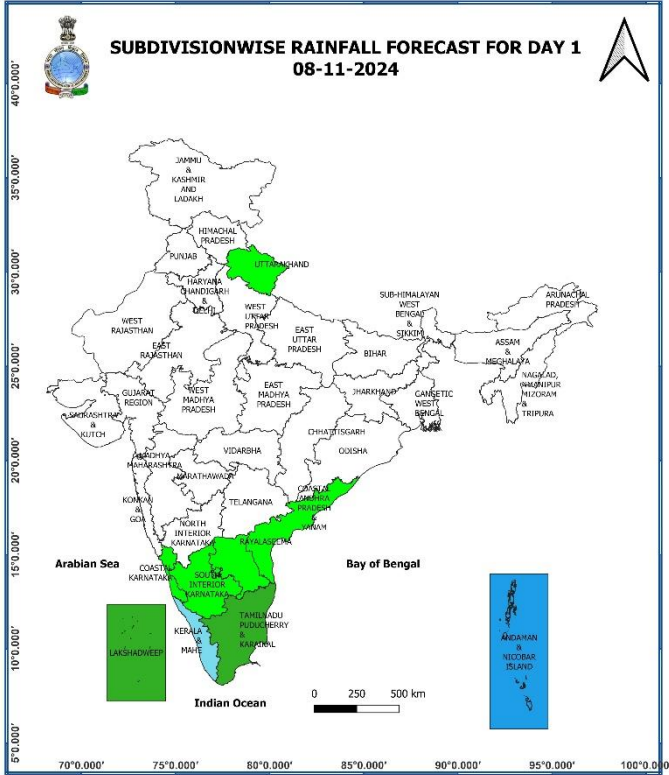 SUBDIVISIONWISE RAINFALL FORECAST FOR DAY 1
08-11-2024
40°0.000'
35°0.000'
30°0.000'
25°0.000'
20°0.000'
15°0.000'
10°0.000'
5°0.000'
JAMMU
&
KASHMIR
AND
LADAKH
HIMACHAL
PRADESH
PUNJAB
UTTARAKHAND
HARYANA
CHANDIGARH
&
DELHI
WEST
UTTAR
PRADESH
WEST
RAJASTHAN
EAST
RAJASTHAN
EAST
UTTAR
PRADESH
SUB-HIMALAYAN
WEST
BENGAL
&
SIKKIM
ARUNACHAL
PRADESH
ASSAM
&
MEGHALAYA
NAGALAD,
MANIPUR
MIZORAM
&
TRIPURA
BIHAR
JHARKHAND
GANGETIC
WEST
BENGAL
GUJARAT
REGION
SAURASHTRA
&
KUTCH
WEST
MADHYA
PRADESH
EAST
MADHYA
PRADESH
CHHATISGARH
ODISHA
VIDARBHA
MADHYA
MAHARASHTRA
MARATHAWADA
KONKAN
&
GOA
TELANGANA
COASTAL
ANDHRA
PRADESH
&
YANAM
NORTH
INTERIOR
KARNATAKA
RAYALASEEMA
COASTAL
KARNATAKA
SOUTH
INTERIOR
KARNATAKA
KERALA
&
MAHE
TAMILNADU
PUDUCHERRY
&
KARAIKAL
LAKSHADWEEP
ANDAMAN
&
NICOBAR
ISLAND
Arabian Sea
Bay of Bengal
Indian Ocean
0 250 500 km
70°0.000' 75°0.000' 80°0.000' 85°0.000' 90°0.000' 95°0.000' 100°0.000